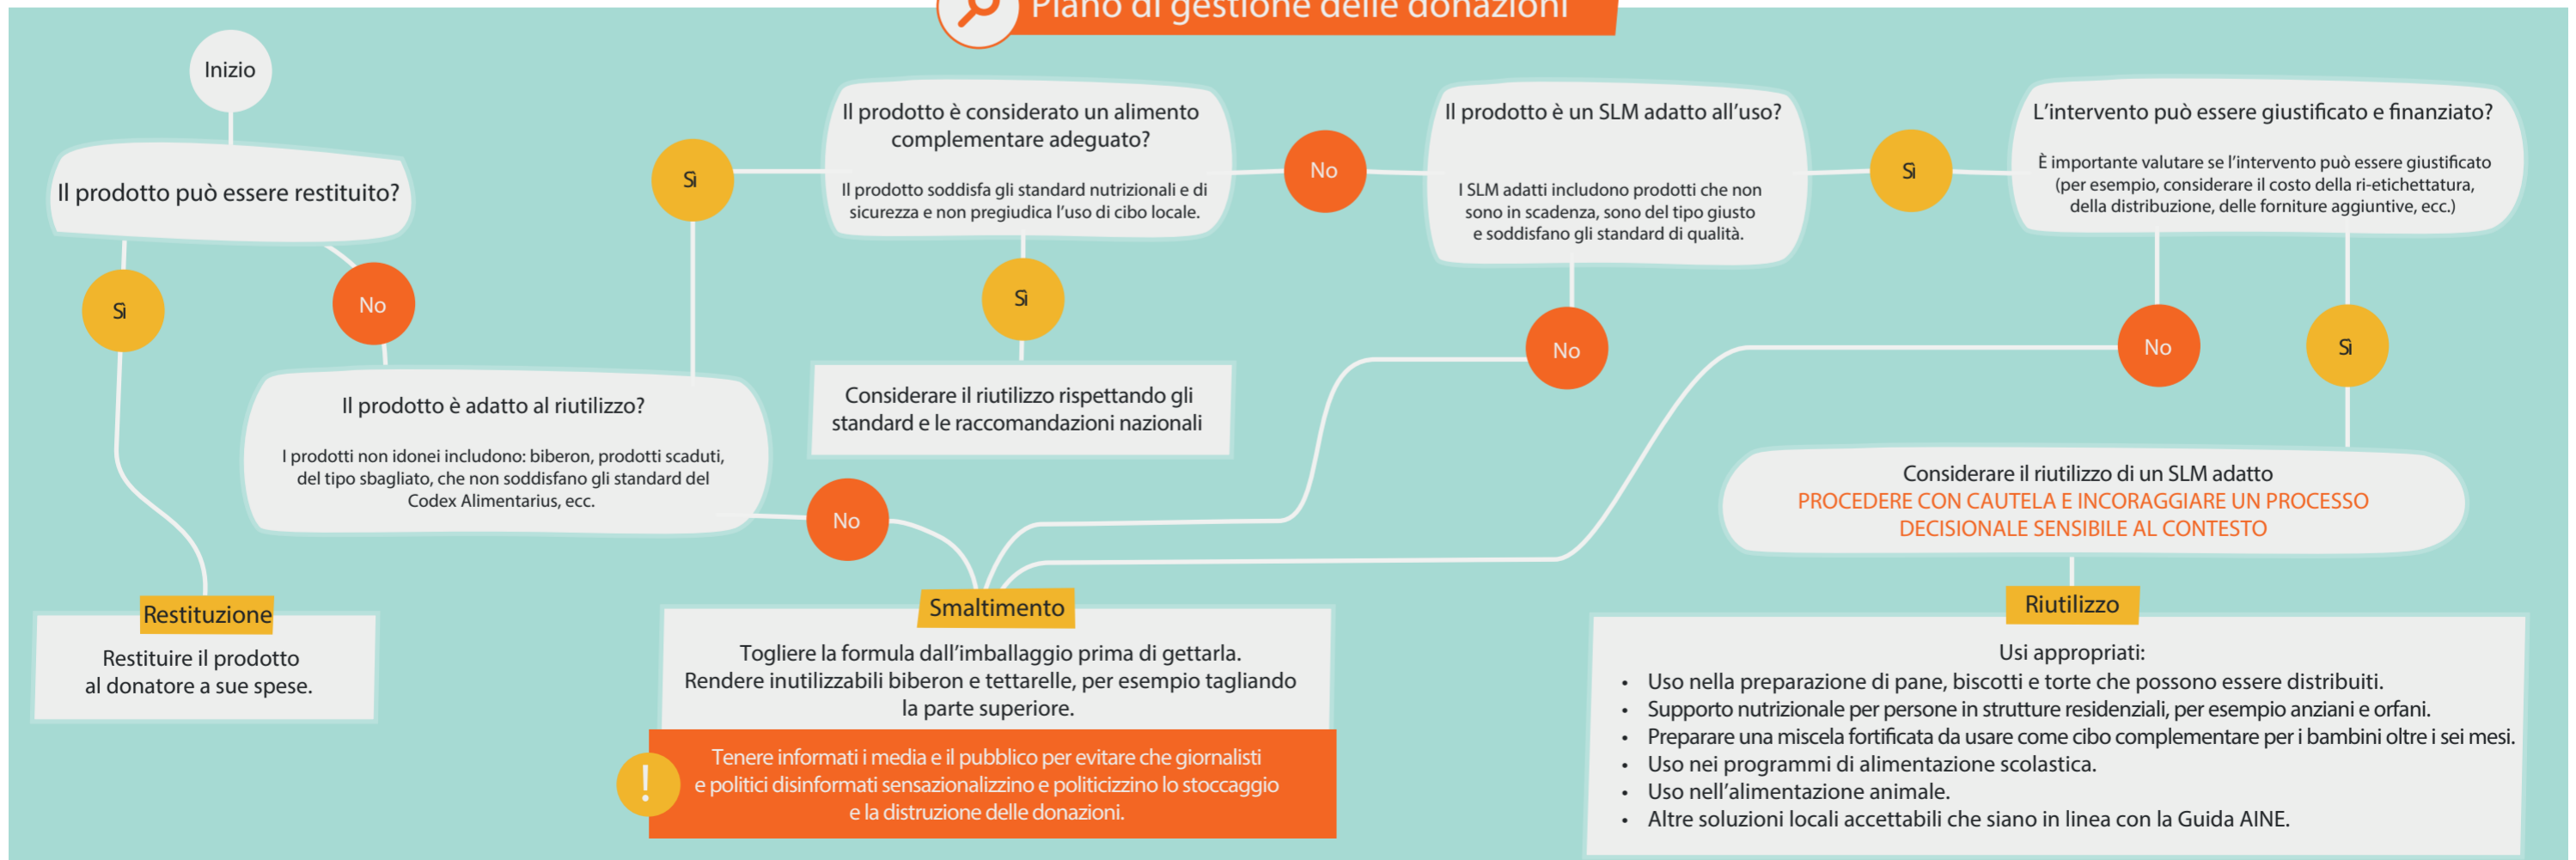 Piano di gestione delle donazioni
Inizio
Il prodotto può essere restituito?
Sì
No
Il prodotto è adatto al riutilizzo?
I prodotti non idonei includono: biberon, prodotti scaduti,
del tipo sbagliato, che non soddisfano gli standard del
Codex Alimentarius, ecc.
Sì
No
Il prodotto è considerato un alimento
complementare adeguato?
Il prodotto soddisfa gli standard nutrizionali e di
sicurezza e non pregiudica l'uso di cibo locale.
Sì
No
Considerare il riutilizzo rispettando gli
standard e le raccomandazioni nazionali
Il prodotto è un SLM adatto all'uso?
I SLM adatti includono prodotti che non
sono in scadenza, sono del tipo giusto
e soddisfano gli standard di qualità.
Sì
No
L'intervento può essere giustificato e finanziato?
È importante valutare se l'intervento può essere giustificato
(per esempio, considerare il costo della ri-etichettatura,
della distribuzione, delle forniture aggiuntive, ecc.)
No
Sì
Considerare il riutilizzo di un SLM adatto
PROCEDERE CON CAUTELA E INCORAGGIARE UN PROCESSO
DECISIONALE SENSIBILE AL CONTESTO
Restituzione
Restituire il prodotto
al donatore a sue spese.
Smaltimento
Togliere la formula dall'imballaggio prima di gettarla.
Rendere inutilizzabili biberon e tettarelle, per esempio tagliando
la parte superiore.
!
Tenere informati i media e il pubblico per evitare che giornalisti
e politici disinformati sensazionalizzino e politicizzino lo stoccaggio
e la distruzione delle donazioni.
Riutilizzo
Usi appropriati:
• Uso nella preparazione di pane, biscotti e torte che possono essere distribuiti.
• Supporto nutrizionale per persone in strutture residenziali, per esempio anziani e orfani.
• Preparare una miscela fortificata da usare come cibo complementare per i bambini oltre i sei mesi.
• Uso nei programmi di alimentazione scolastica.
• Uso nell'alimentazione animale.
• Altre soluzioni locali accettabili che siano in linea con la Guida AINE.